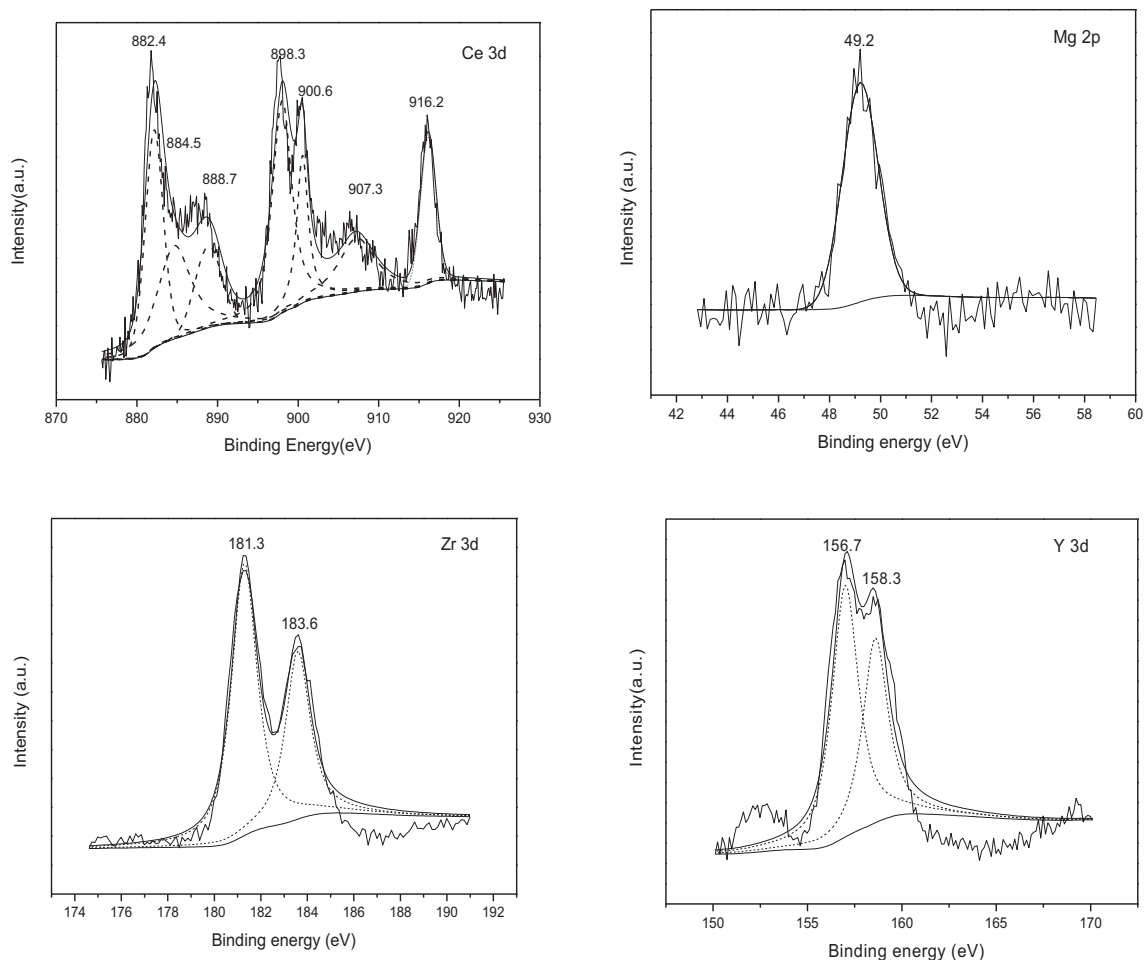 Ce 3d
882.4
898.3
900.6
916.2
884.5
888.7
907.3
Intensity(a.u.)
870 880 890 900 910 920 930
Binding Energy(eV)
Mg 2p
49.2
Intensity (a.u.)
42 44 46 48 50 52 54 56 58 60
Binding energy (eV)
Zr 3d
181.3
183.6
Intensity (a.u.)
174 176 178 180 182 184 186 188 190 192
Binding energy (eV)
Y 3d
156.7
158.3
Intensity(a.u.)
150 155 160 165 170
Binding energy (eV)